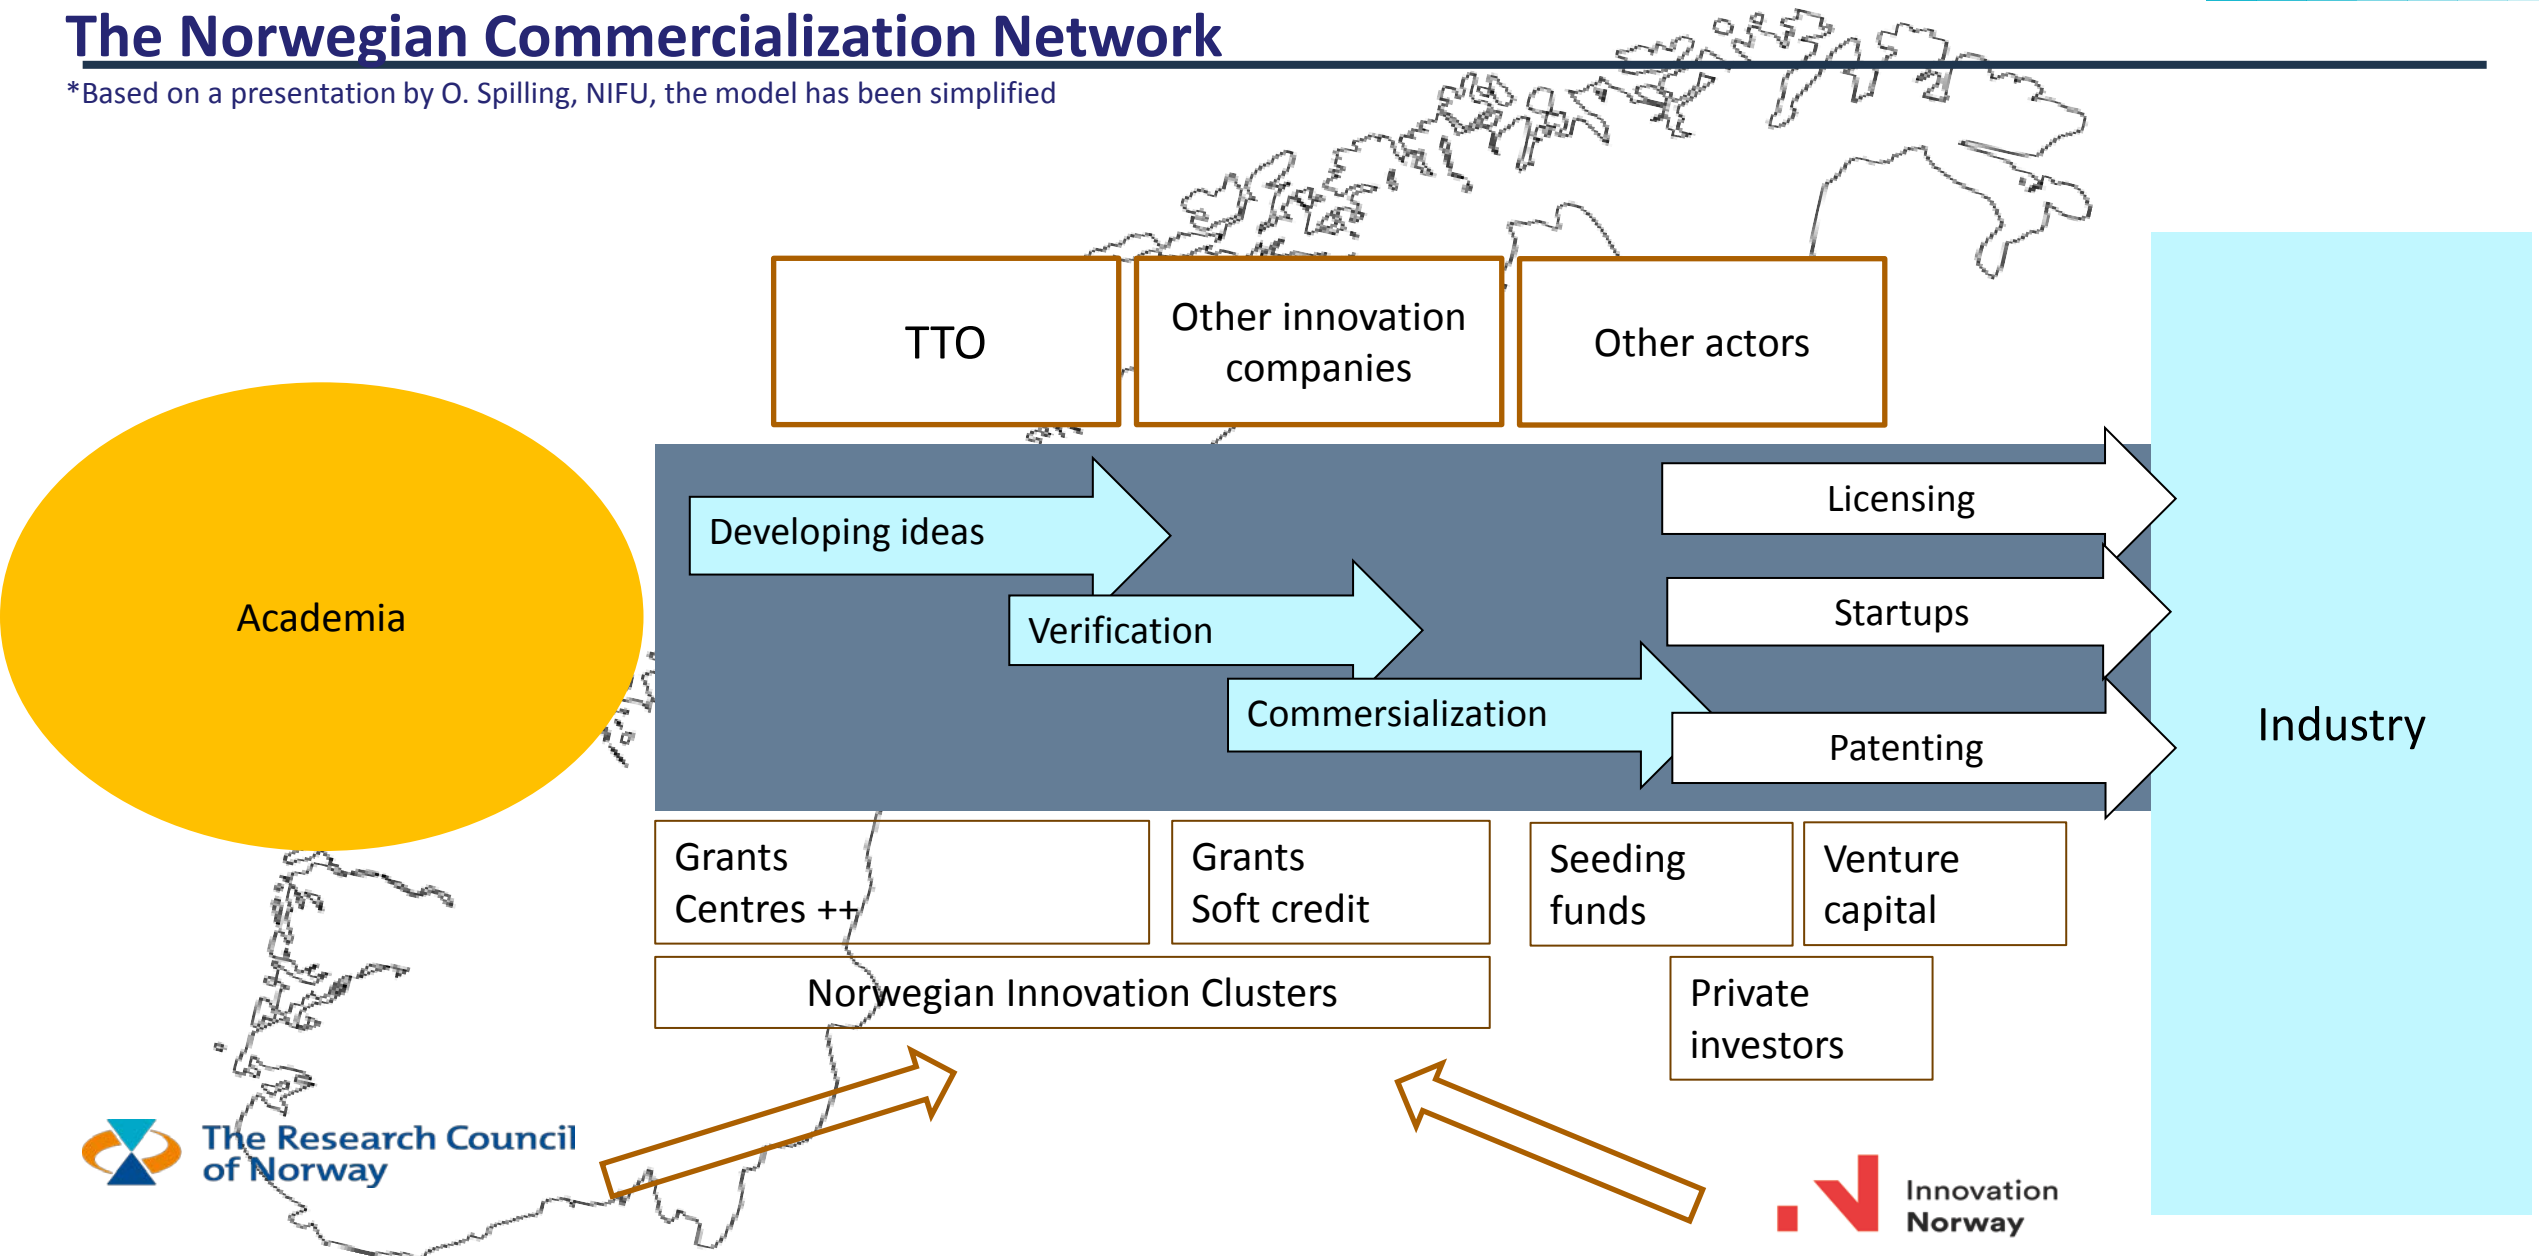 The Norwegian Commercialization Network
*Based on a presentation by O. Spilling, NIFU, the model has been simplified
TTO
Other innovation
companies
Other actors
Academia
Developing ideas
Verification
Commersialization
Licensing
Startups
Patenting
Industry
Grants
Centres ++
Grants
Soft credit
Seeding
funds
Venture
capital
Norwegian Innovation Clusters
Private
investors
The Research Council
of Norway
Innovation
Norway